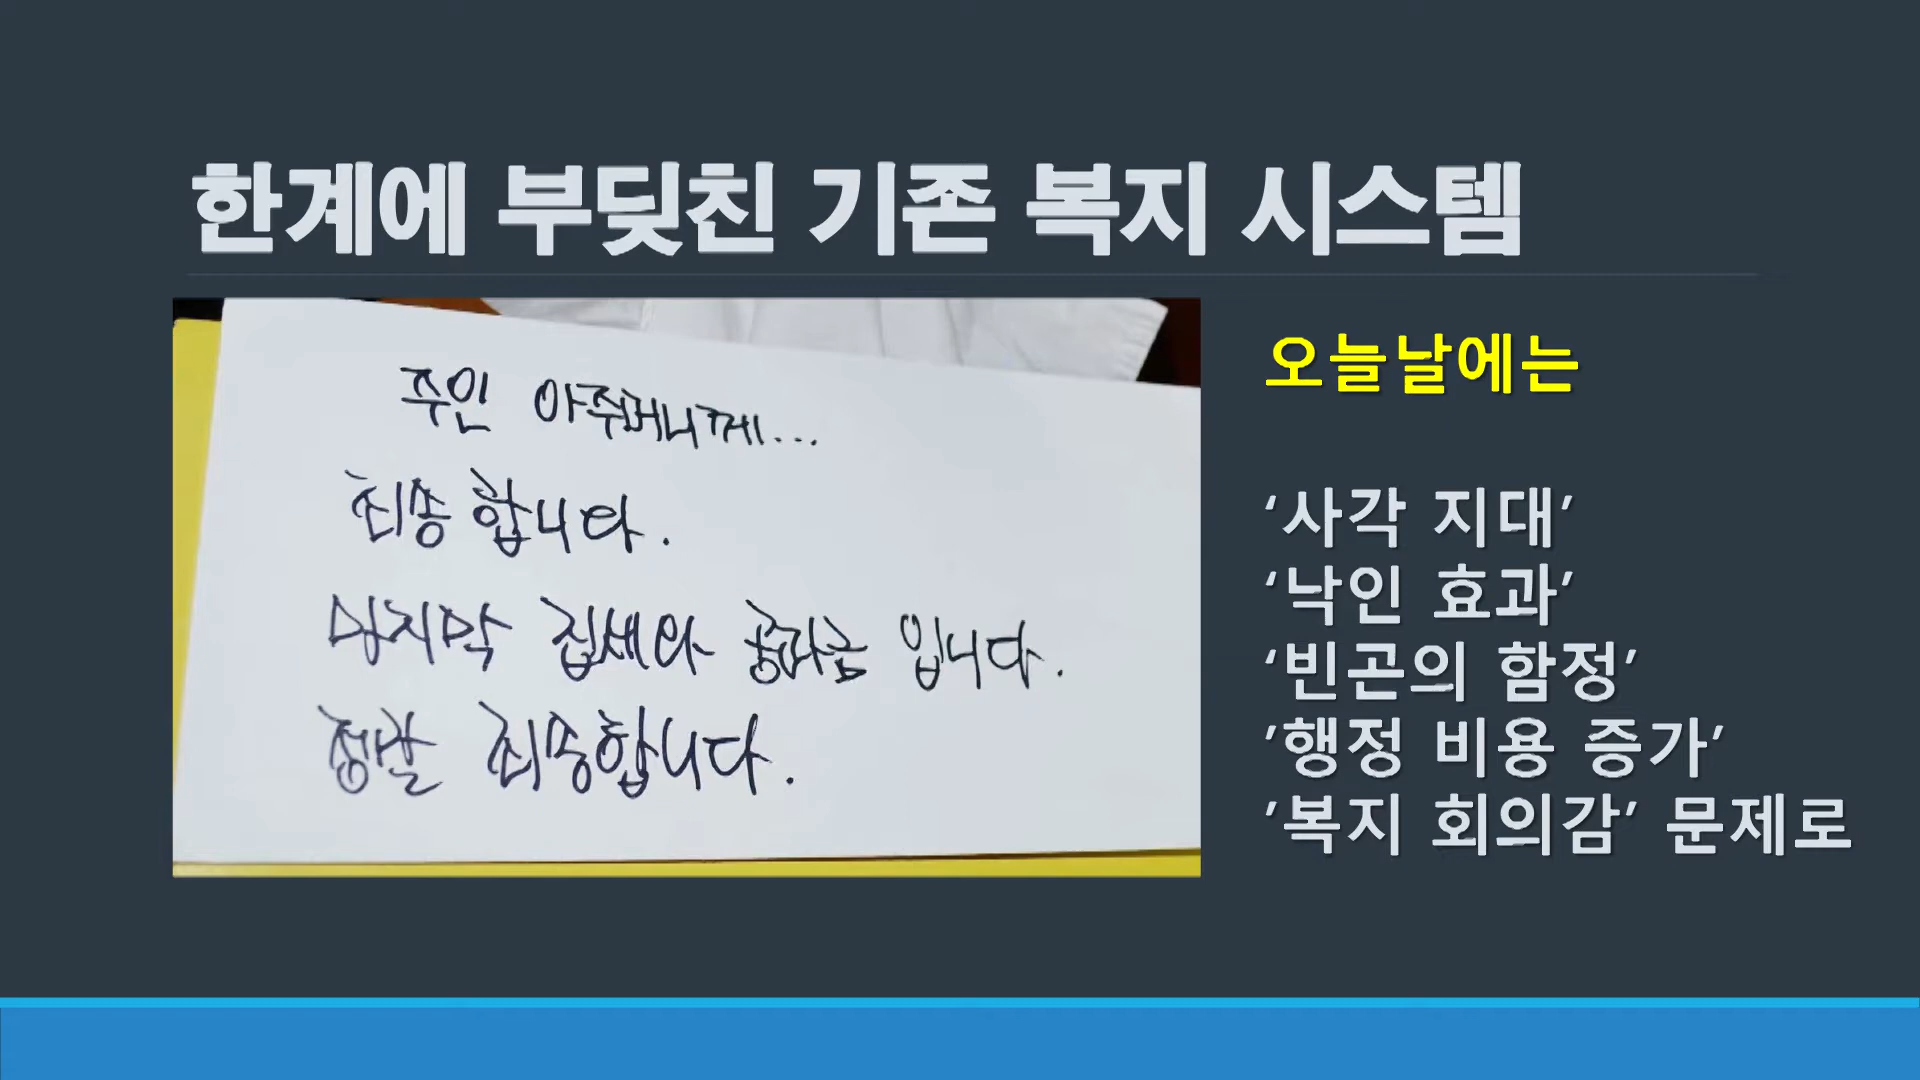 한계에 부딪친 기존 복지 시스템
주인 아주머니께...
죄송합니다.
마지막 집세와 공과금 입니다.
정말 죄송합니다.
오늘날에는
‘사각 지대’
‘낙인 효과’
‘빈곤의 함정’
’행정 비용 증가’
’복지 회의감’ 문제로